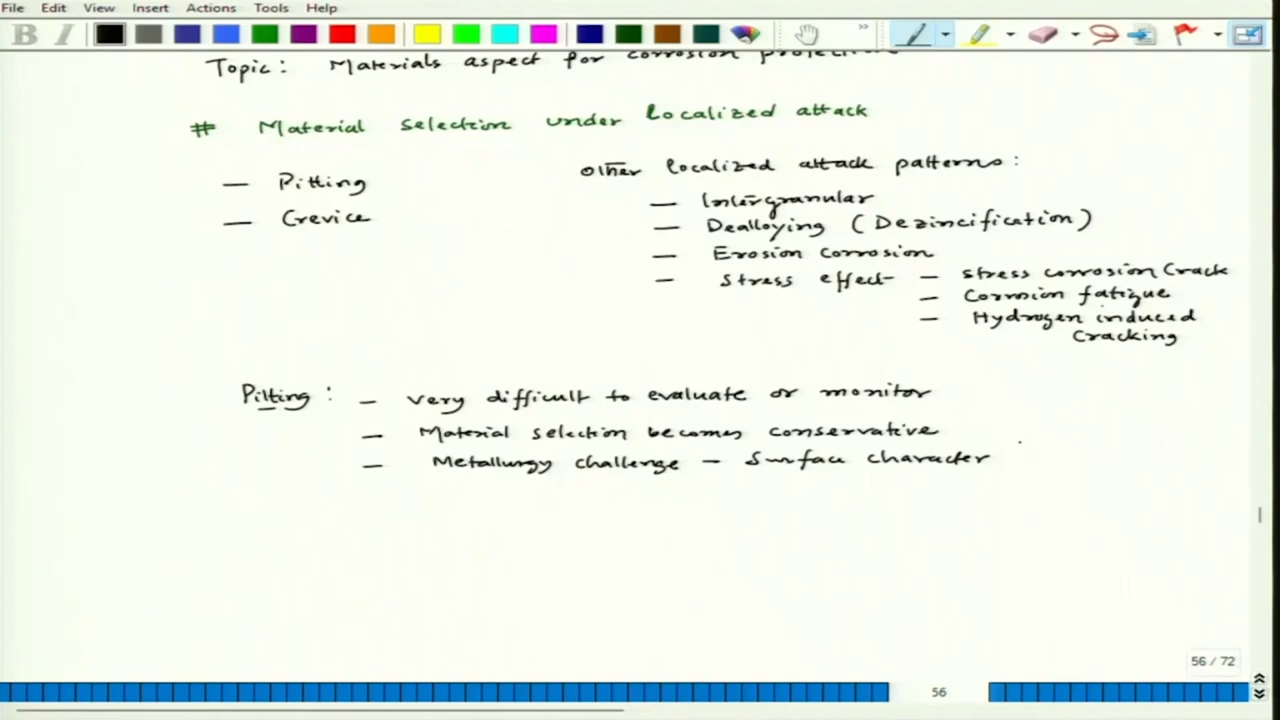 File Edit View Insert Actions Tools Help
B I
Topic: Materials aspect for corrosion
# Material selection under localized attack
— Pitting
— Crevice
Other localized attack patterns:
— Intergranular
— Dealloying (Dezincification)
— Erosion corrosion
— Stress effect — stress corrosion Crack
— Corrosion fatigue
— Hydrogen induced
Cracking
Pitting: — very difficult to evaluate or monitor
— Material selection becomes conservative
— Metallurgy challenge — Surface character
56 / 72
56